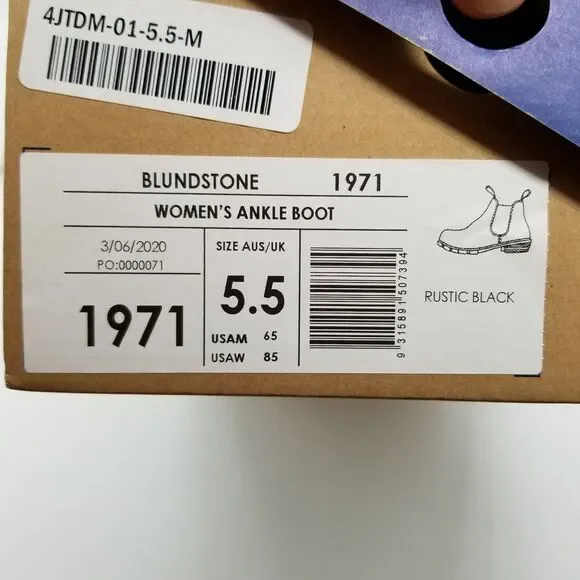 4JTDM-01-5.5-M
BLUNDSTONE 1971
WOMEN'S ANKLE BOOT
3/06/2020
PO:0000071
1971
SIZE AUS/UK
5.5
USAM 65
USAW 85
9 315891 507394
RUSTIC BLACK